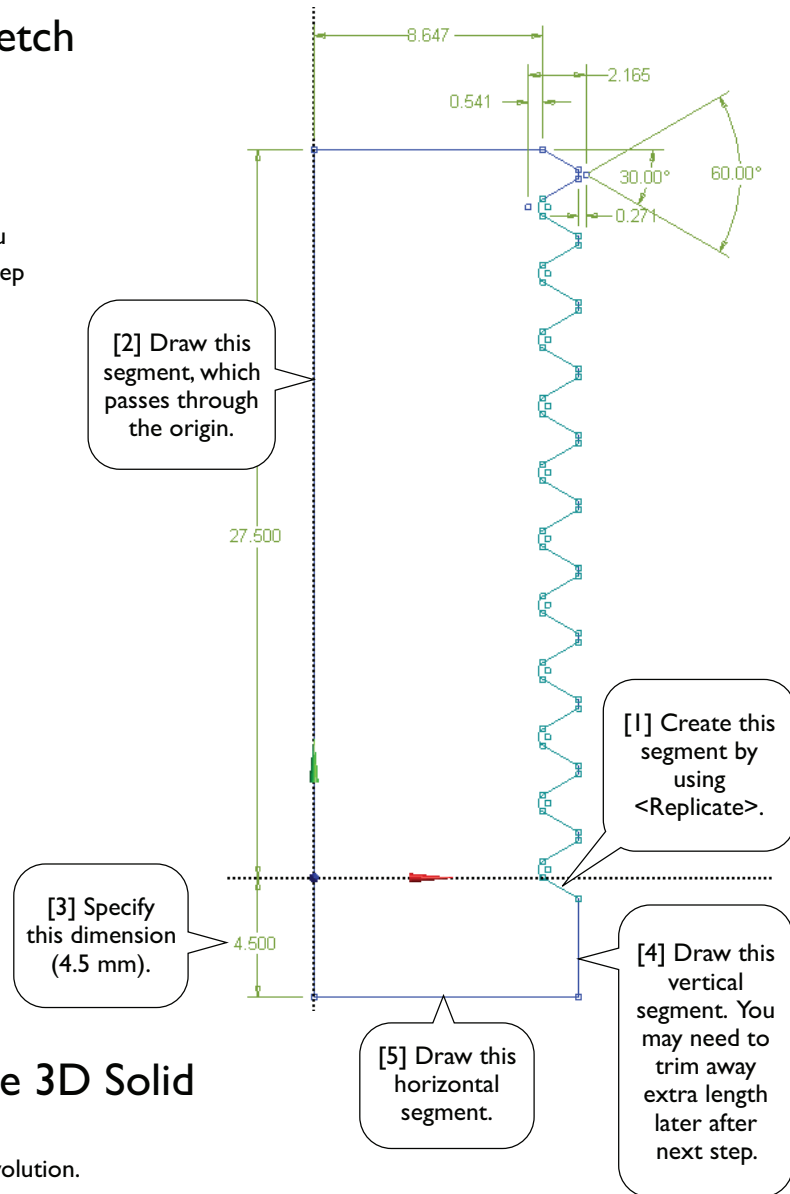 etch
8.647
2.165
0.541
30.00°
60.00°
0.271
u
ep
[2] Draw this
segment, which
passes through
the origin.
27.500
[1] Create this
segment by
using
<Replicate>.
[3] Specify
this dimension
(4.5 mm).
4.500
[4] Draw this
vertical
segment. You
may need to
trim away
extra length
later after
next step.
[5] Draw this
horizontal
segment.
e 3D Solid
volution.